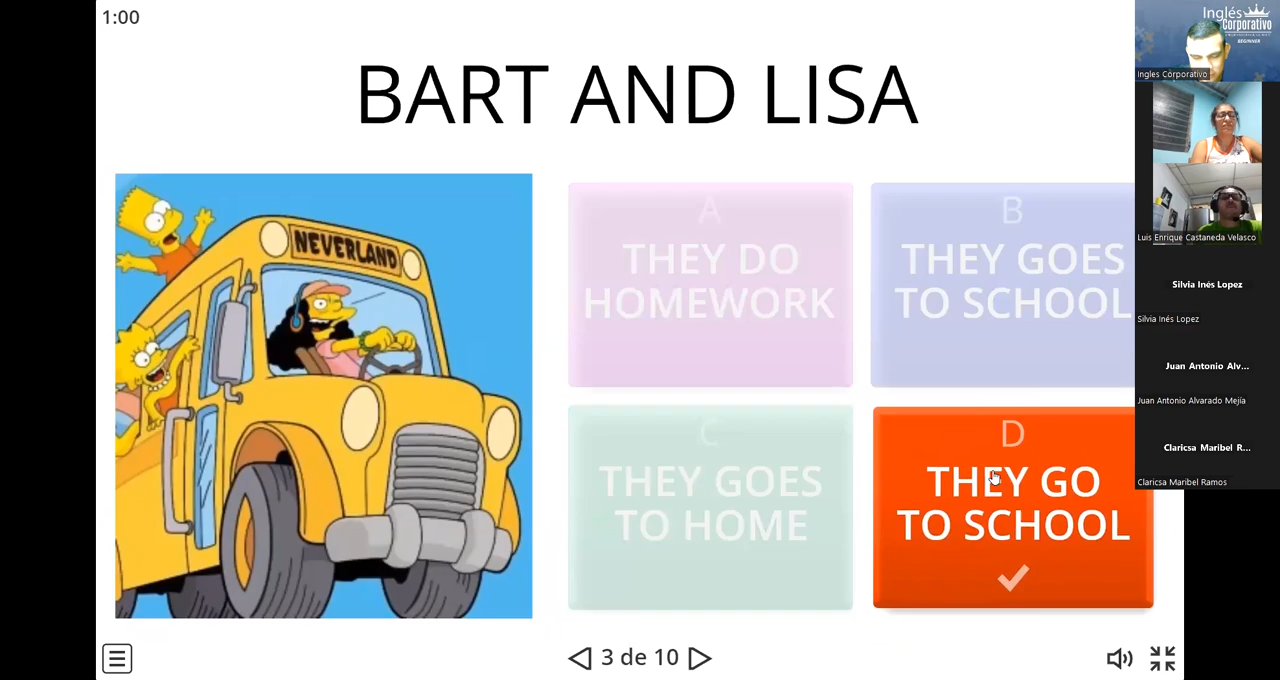 1:00
BART AND LISA
NEVERLAND
A
THEY DO
HOMEWORK
B
THEY GOES
TO SCHOOL
C
THEY GOES
TO HOME
D
THEY GO
TO SCHOOL
3 de 10
Inglés
Corporativo
BEGINNER
Ingles Corporativo
Luis Enrique Castaneda Velasco
Silvia Inés Lopez
Silvia Inés Lopez
Juan Antonio Alv...
Juan Antonio Alvarado Mejía
Claricsa Maribel R...
Claricsa Maribel Ramos